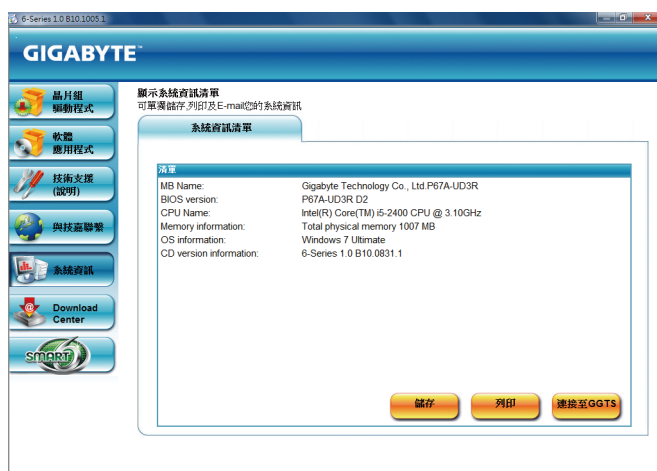 6-Series 1.0 B10.1005.1
GIGABYTE™
晶片組
驅動程式
軟體
應用程式
技術支援
(說明)
與技嘉聯繫
系統資訊
Download
Center
SMART6
顯示系統資訊清單
可單獨儲存,列印及E-mail您的系統資訊
系統資訊清單
清單
MB Name: Gigabyte Technology Co., Ltd.P67A-UD3R
BIOS version: P67A-UD3R D2
CPU Name: Intel(R) Core(TM) i5-2400 CPU @ 3.10GHz
Memory information: Total physical memory 1007 MB
OS information: Windows 7 Ultimate
CD version information: 6-Series 1.0 B10.0831.1
儲存 列印 連接至GGTS